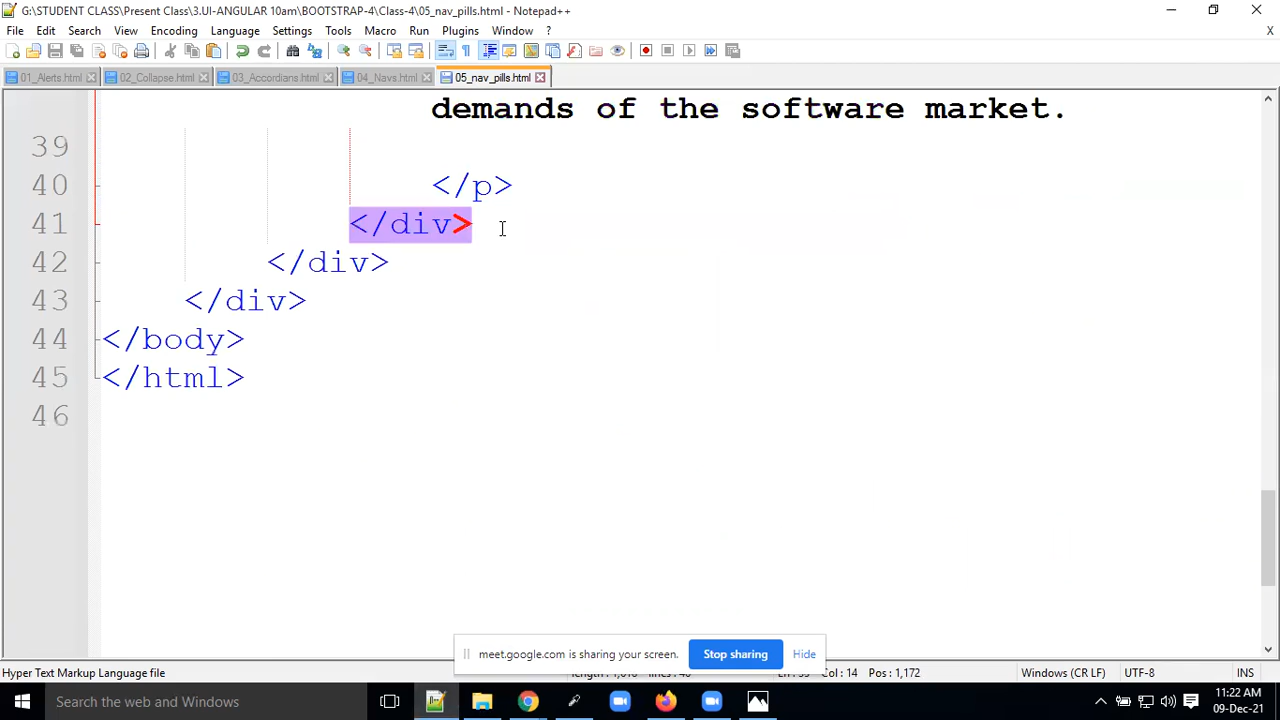 G:\STUDENT CLASS\Present Class\3.UI-ANGULAR 10am\BOOTSTRAP-4\Class-4\05_nav_pills.html - Notepad++
File Edit Search View Encoding Language Settings Tools Macro Run Plugins Window ? X
01_Alerts.html 02_Collapse.html 03_Accordians.html 04_Navs.html 05_nav_pills.html
demands of the software market.
39
40 </p>
41 </div>
42 </div>
43 </div>
44 </body>
45 </html>
46
meet.google.com is sharing your screen. Stop sharing Hide
Hyper Text Markup Language file Col : 14 Pos : 1,172 Windows (CR LF) UTF-8 INS
Search the web and Windows
11:22 AM
09-Dec-21